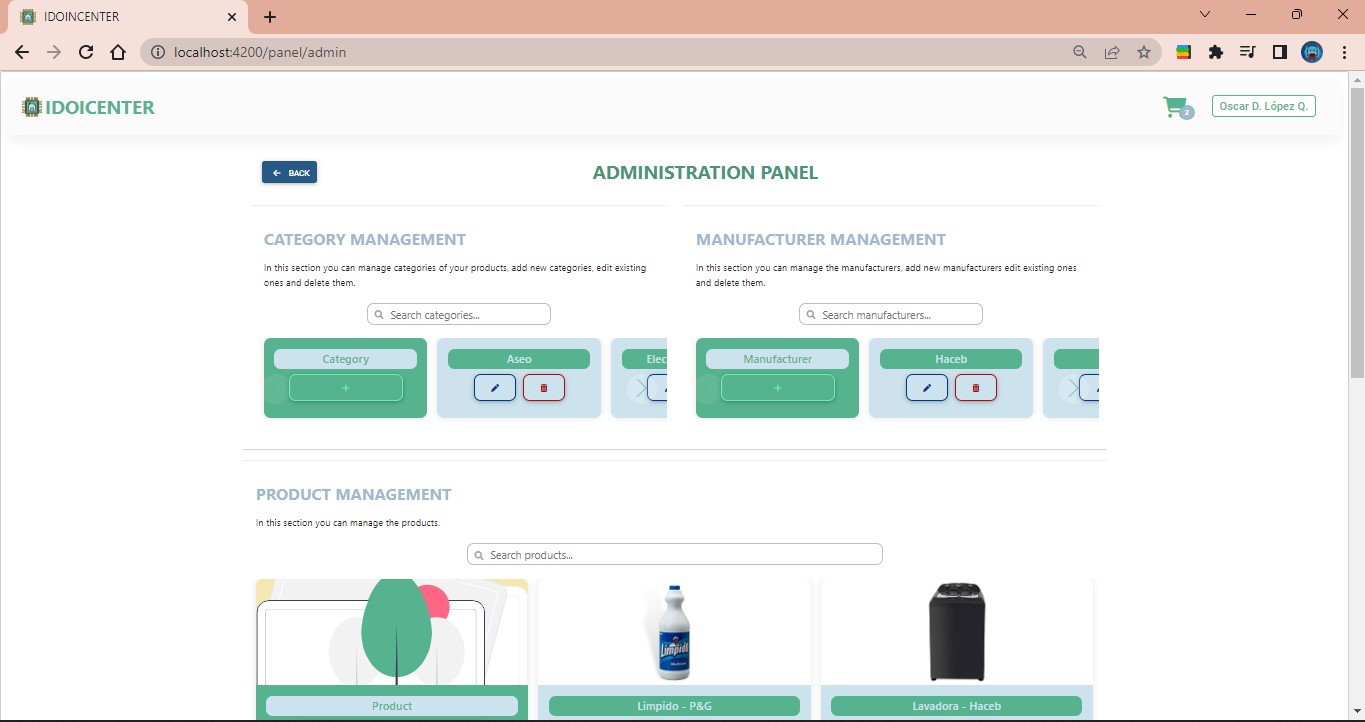 IDOINCENTER
localhost:4200/panel/admin
IDOICENTER
2
Oscar D. López Q.
BACK
ADMINISTRATION PANEL
CATEGORY MANAGEMENT
In this section you can manage categories of your products, add new categories, edit existing
ones and delete them.
Search categories...
Category
Aseo
Elec
+
MANUFACTURER MANAGEMENT
In this section you can manage the manufacturers, add new manufacturers edit existing ones
and delete them.
Search manufacturers...
Manufacturer
Haceb
+
PRODUCT MANAGEMENT
In this section you can manage the products.
Search products...
Limpido
Product
Limpido - P&G
Lavadora - Haceb